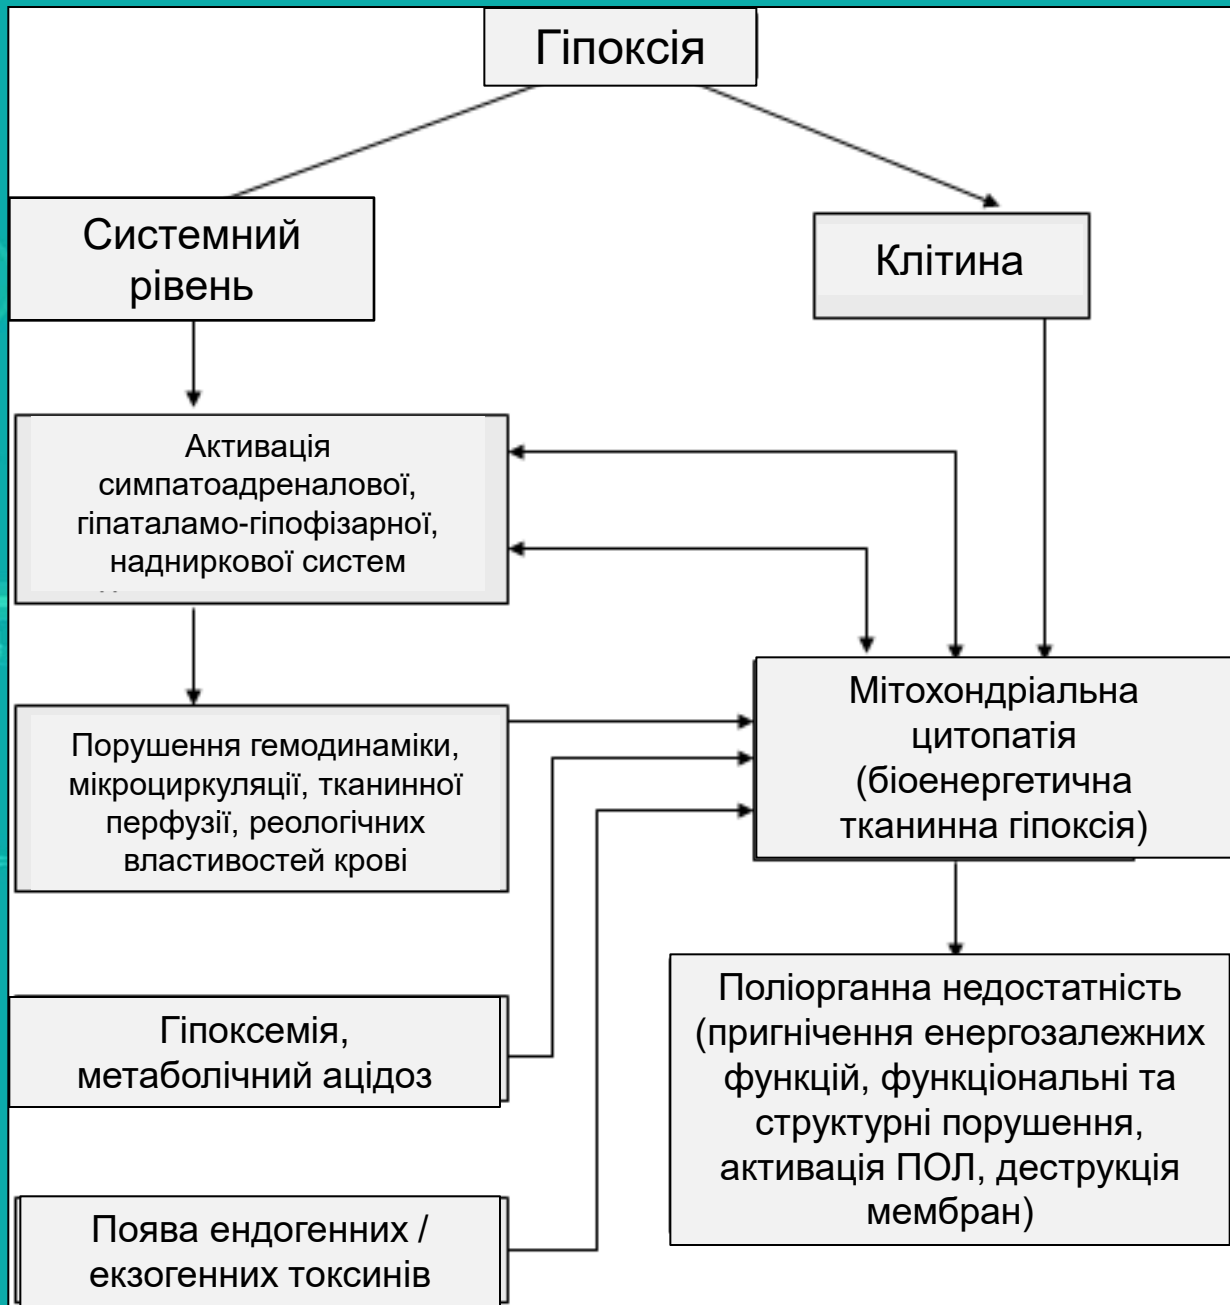 Гіпоксія
Системний
рівень
Клітина
Активація
симпатоадреналової,
гіпаталамо-гіпофізарної,
надниркової систем
Порушення гемодинаміки,
мікроциркуляції, тканинної
перфузії, реологічних
властивостей крові
Мітохондріальна
цитопатія
(біоенергетична
тканинна гіпоксія)
Гіпоксемія,
метаболічний ацідоз
Поліорганна недостатність
(пригнічення енергозалежних
функцій, функціональні та
структурні порушення,
активація ПОЛ, деструкція
мембран)
Поява ендогенних /
екзогенних токсинів